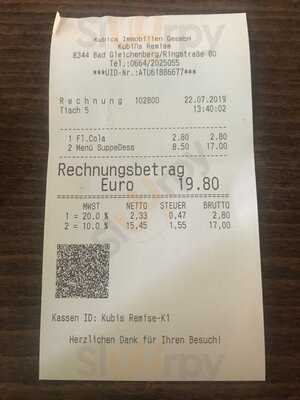 Kubica Immobilien GesmbH
Kubi's Remise
8344 Bad Gleichenberg/Ringstraße 80
Tel.:0664/2025055
***UID-Nr.:ATU61886677***
Rechnung 102800 22.07.2019
Tisch 5 13:40:02
1 Fl.Cola 2.80 2.80
2 Menü SuppeDess 8.50 17.00
Rechnungsbetrag
Euro 19.80
MWST NETTO STEUER BRUTTO
1 = 20.0 % 2,33 0,47 2,80
2 = 10.0 % 15,45 1,55 17,00
Kassen ID: Kubis Remise-K1
Herzlichen Dank für Ihren Besuch!